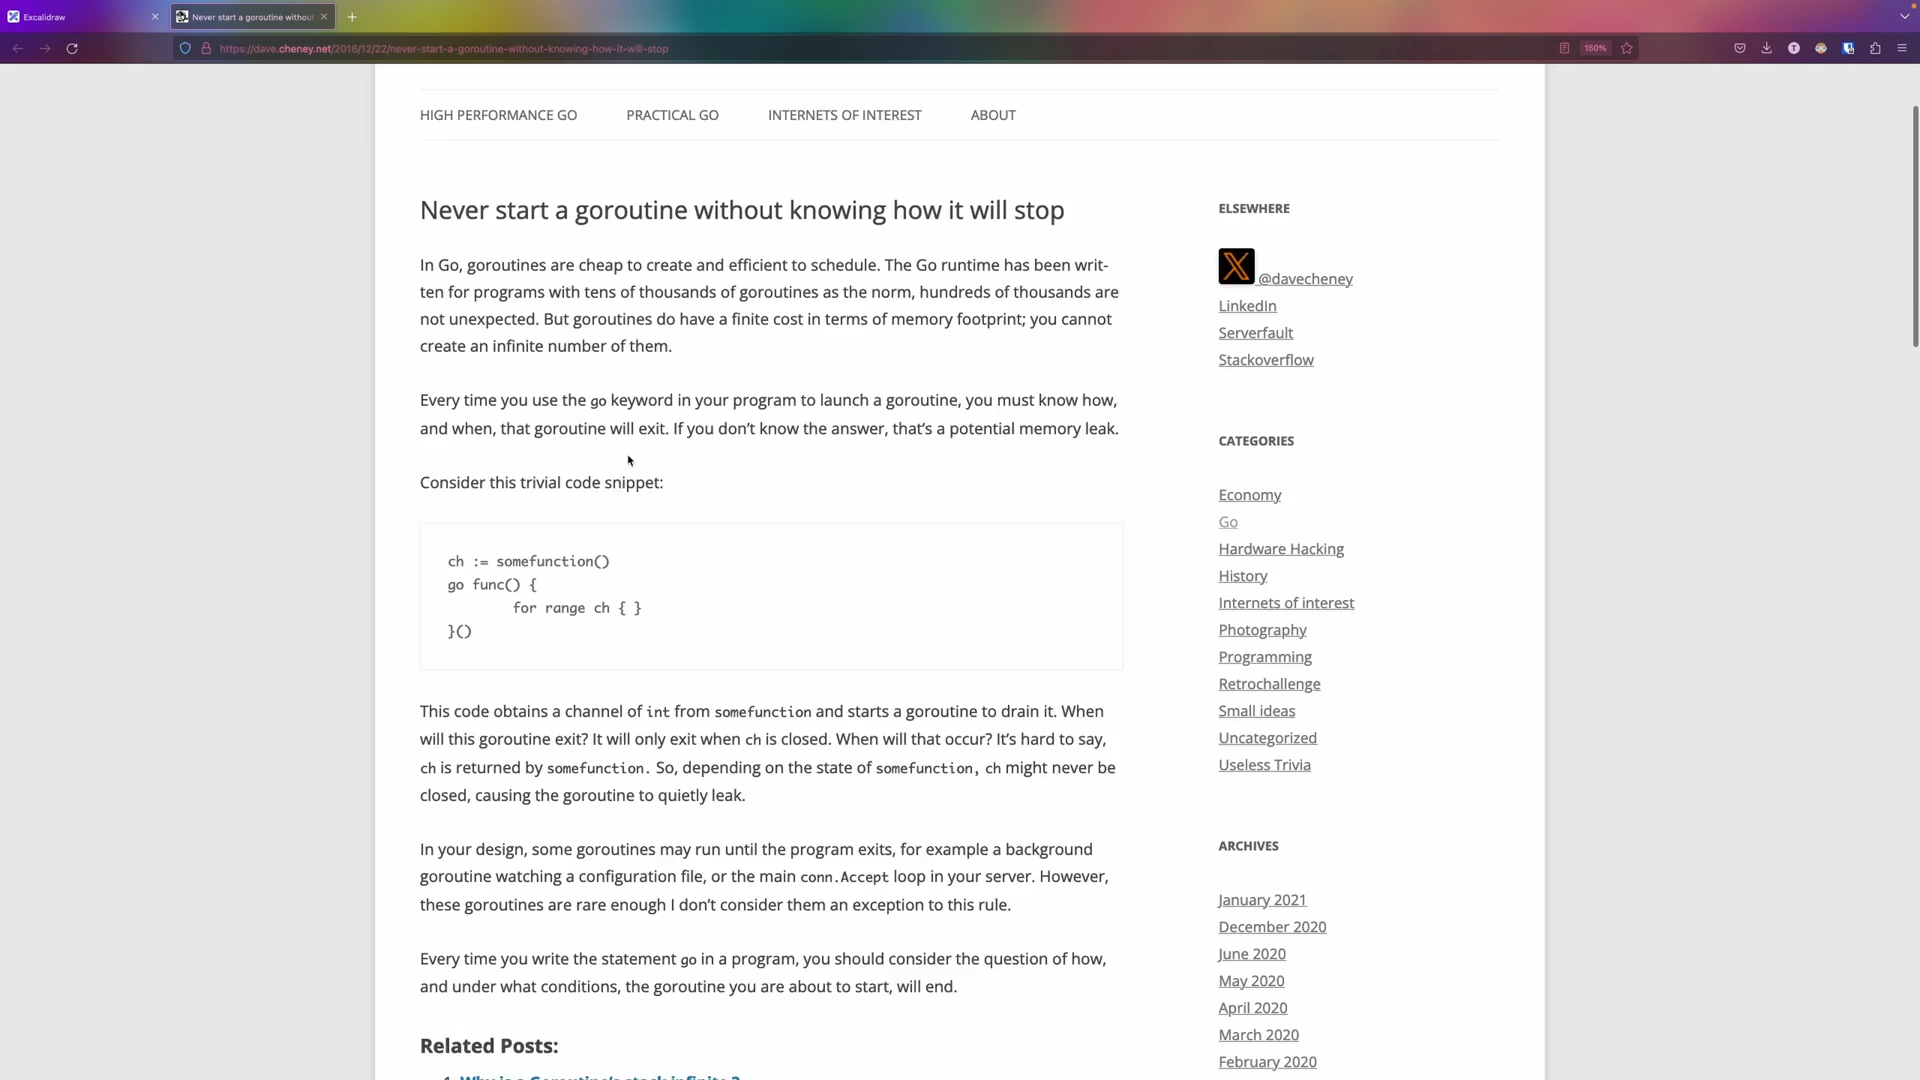 Excalidraw
Never start a goroutine withou
https://dave.cheney.net/2016/12/22/never-start-a-goroutine-without-knowing-how-it-will-stop
150%
HIGH PERFORMANCE GO
PRACTICAL GO
INTERNETS OF INTEREST
ABOUT
Never start a goroutine without knowing how it will stop
In Go, goroutines are cheap to create and efficient to schedule. The Go runtime has been writ-
ten for programs with tens of thousands of goroutines as the norm, hundreds of thousands are
not unexpected. But goroutines do have a finite cost in terms of memory footprint; you cannot
create an infinite number of them.
Every time you use the go keyword in your program to launch a goroutine, you must know how,
and when, that goroutine will exit. If you don’t know the answer, that’s a potential memory leak.
Consider this trivial code snippet:
ch := somefunction()
go func() {
for range ch { }
}()
This code obtains a channel of int from somefunction and starts a goroutine to drain it. When
will this goroutine exit? It will only exit when ch is closed. When will that occur? It’s hard to say,
ch is returned by somefunction. So, depending on the state of somefunction, ch might never be
closed, causing the goroutine to quietly leak.
In your design, some goroutines may run until the program exits, for example a background
goroutine watching a configuration file, or the main conn.Accept loop in your server. However,
these goroutines are rare enough I don’t consider them an exception to this rule.
Every time you write the statement go in a program, you should consider the question of how,
and under what conditions, the goroutine you are about to start, will end.
Related Posts:
1. Why is a Goroutine’s stack infinite ?
ELSEWHERE
@davecheney
LinkedIn
Serverfault
Stackoverflow
CATEGORIES
Economy
Go
Hardware Hacking
History
Internets of interest
Photography
Programming
Retrochallenge
Small ideas
Uncategorized
Useless Trivia
ARCHIVES
January 2021
December 2020
June 2020
May 2020
April 2020
March 2020
February 2020